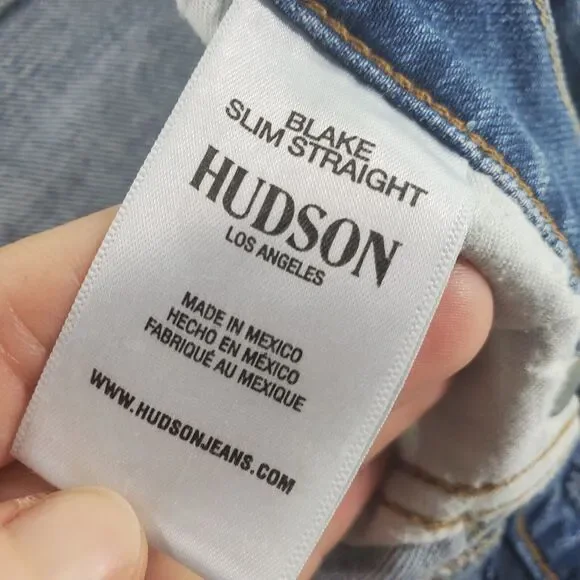 BLAKE
SLIM STRAIGHT
HUDSON
LOS ANGELES
MADE IN MEXICO
HECHO EN MÉXICO
FABRIQUÉ AU MEXIQUE
WWW.HUDSONJEANS.COM